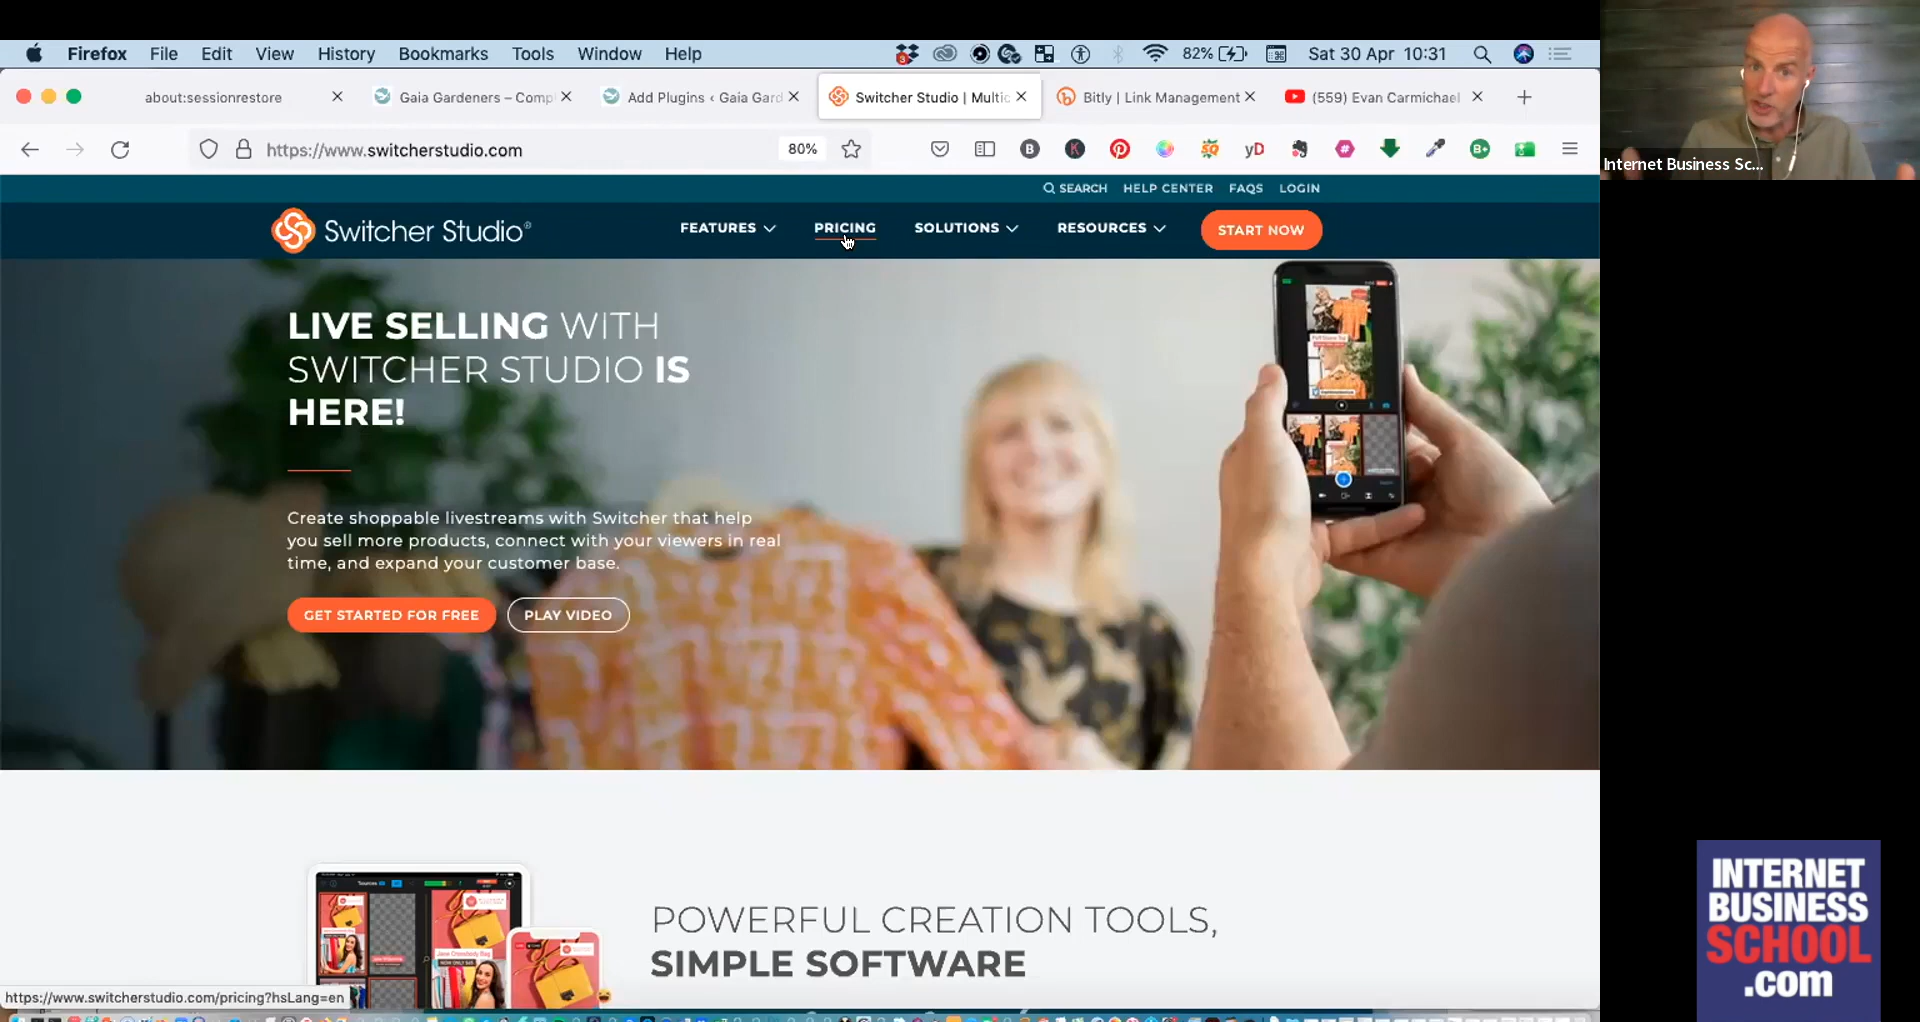 Firefox File Edit View History Bookmarks Tools Window Help 3 82% Sat 30 Apr 10:31
about:sessionrestore Gaia Gardeners – Compl Add Plugins ‹ Gaia Gard Switcher Studio | Multic Bitly | Link Management (559) Evan Carmichael
https://www.switcherstudio.com 80% B K yD # B+
Internet Business Sc...
SEARCH HELP CENTER FAQS LOGIN
Switcher Studio® FEATURES PRICING SOLUTIONS RESOURCES START NOW
LIVE SELLING WITH
SWITCHER STUDIO IS
HERE!
Create shoppable livestreams with Switcher that help
you sell more products, connect with your viewers in real
time, and expand your customer base.
GET STARTED FOR FREE PLAY VIDEO
POWERFUL CREATION TOOLS,
SIMPLE SOFTWARE
https://www.switcherstudio.com/pricing?hsLang=en
INTERNET
BUSINESS
SCHOOL
.com